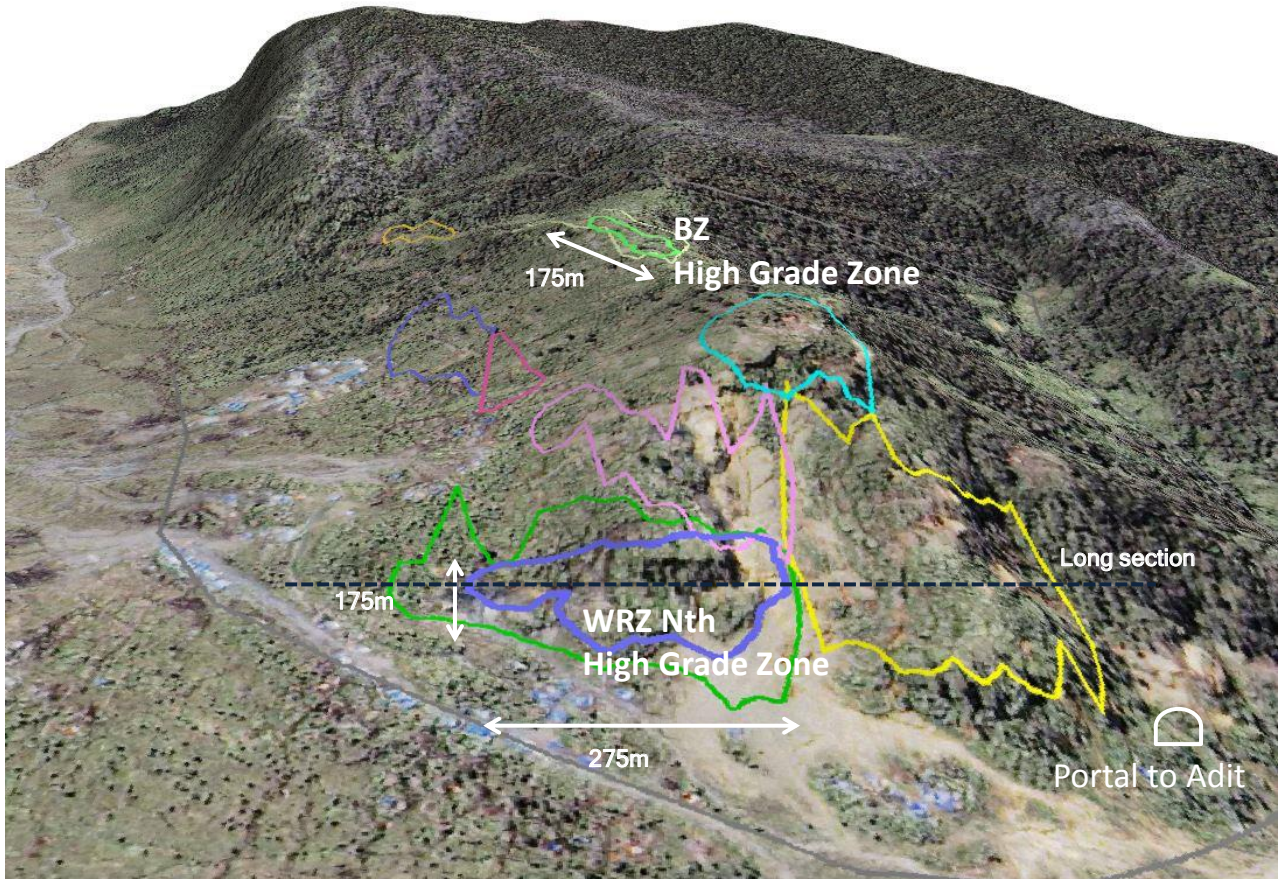 BZ
High Grade Zone
175m
Long section
175m
WRZ Nth
High Grade Zone
275m
Portal to Adit